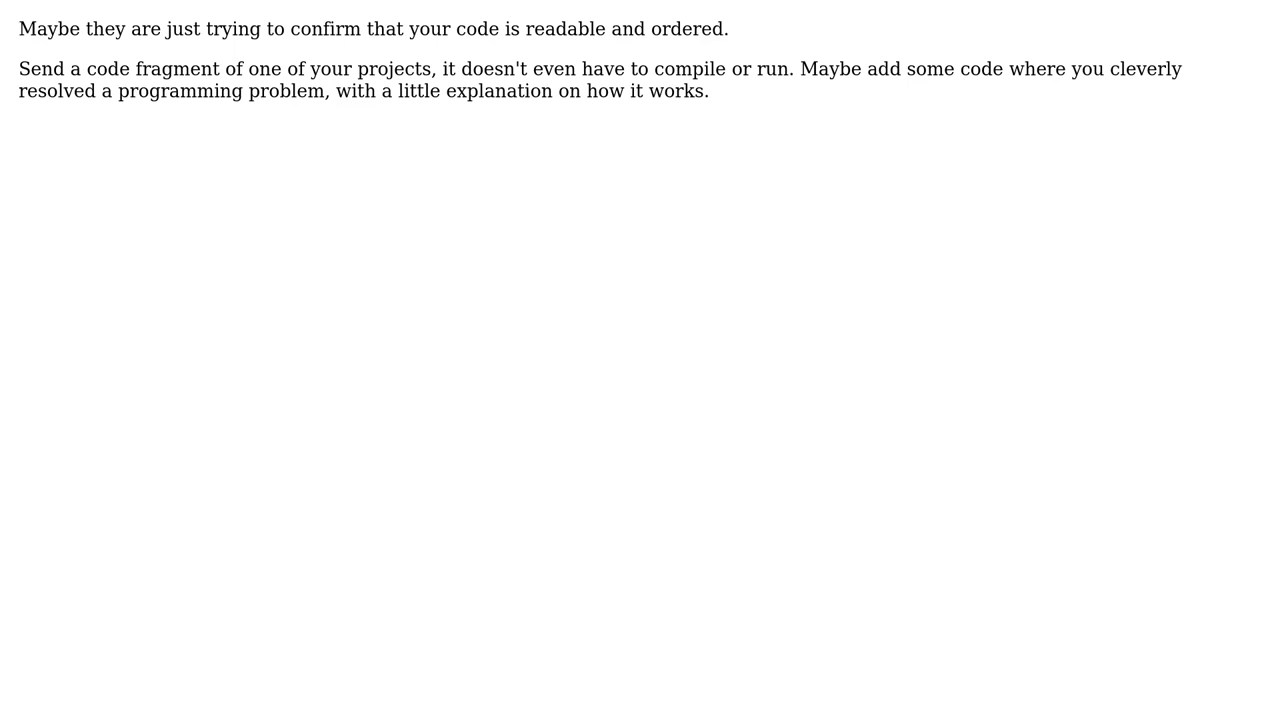 Maybe they are just trying to confirm that your code is readable and ordered.
Send a code fragment of one of your projects, it doesn't even have to compile or run. Maybe add some code where you cleverly
resolved a programming problem, with a little explanation on how it works.